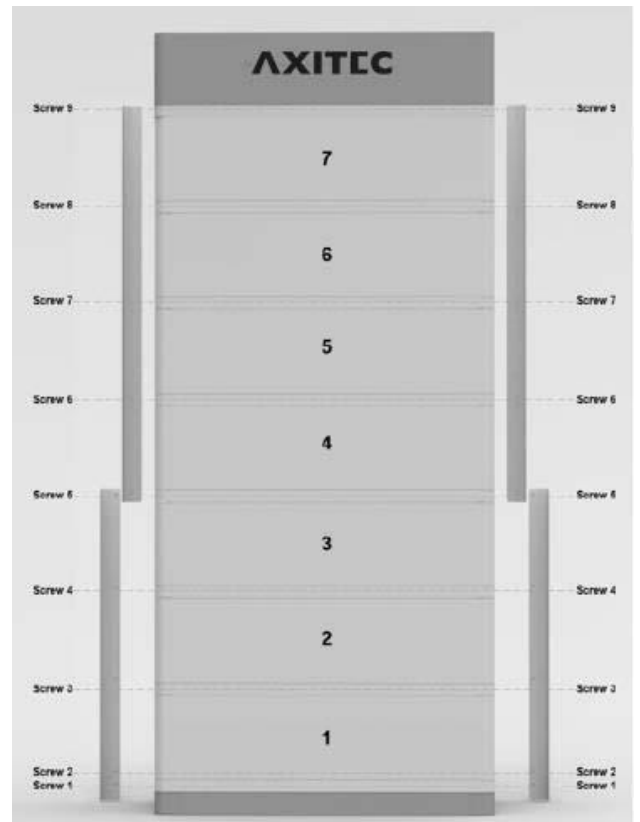 AXITEC
Screw 9 Screw 9
7
Screw 8 Screw 8
6
Screw 7 Screw 7
5
Screw 6 Screw 6
4
Screw 5 Screw 5
3
Screw 4 Screw 4
2
Screw 3 Screw 3
1
Screw 2 Screw 2
Screw 1 Screw 1